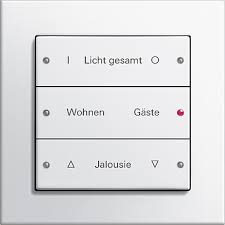 | Licht gesamt O
Wohnen Gäste
△ Jalousie ▽